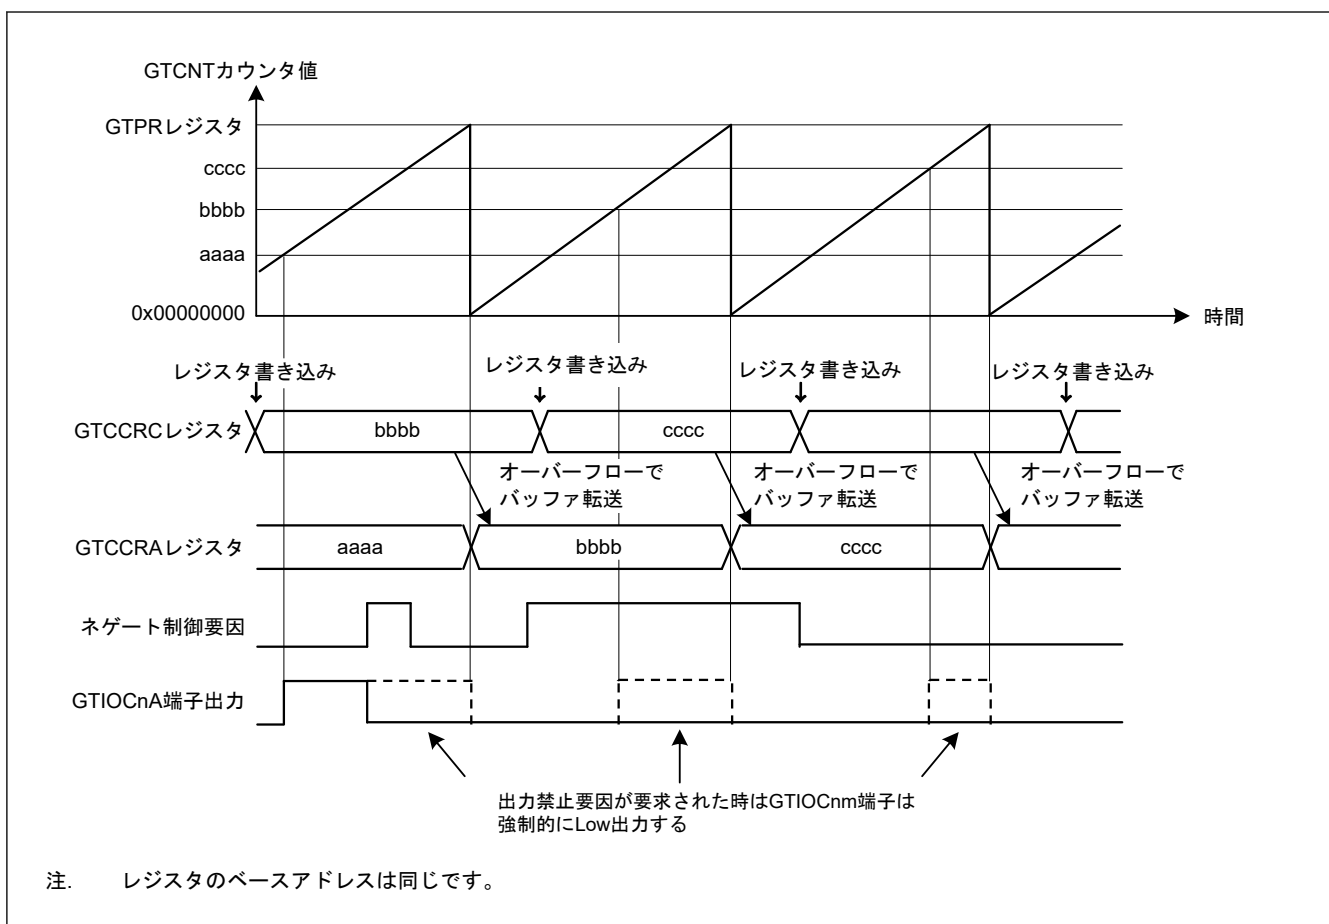 GTCNTカウンタ値
GTPRレジスタ
cccc
bbbb
aaaa
0x00000000
時間
レジスタ書き込み
レジスタ書き込み
レジスタ書き込み
レジスタ書き込み
GTCCRCレジスタ
bbbb
cccc
オーバーフローで
バッファ転送
オーバーフローで
バッファ転送
オーバーフローで
バッファ転送
GTCCRAレジスタ
aaaa
bbbb
cccc
ネゲート制御要因
GTIOCnA端子出力
出力禁止要因が要求された時はGTIOCnm端子は
強制的にLow出力する
注. レジスタのベースアドレスは同じです。